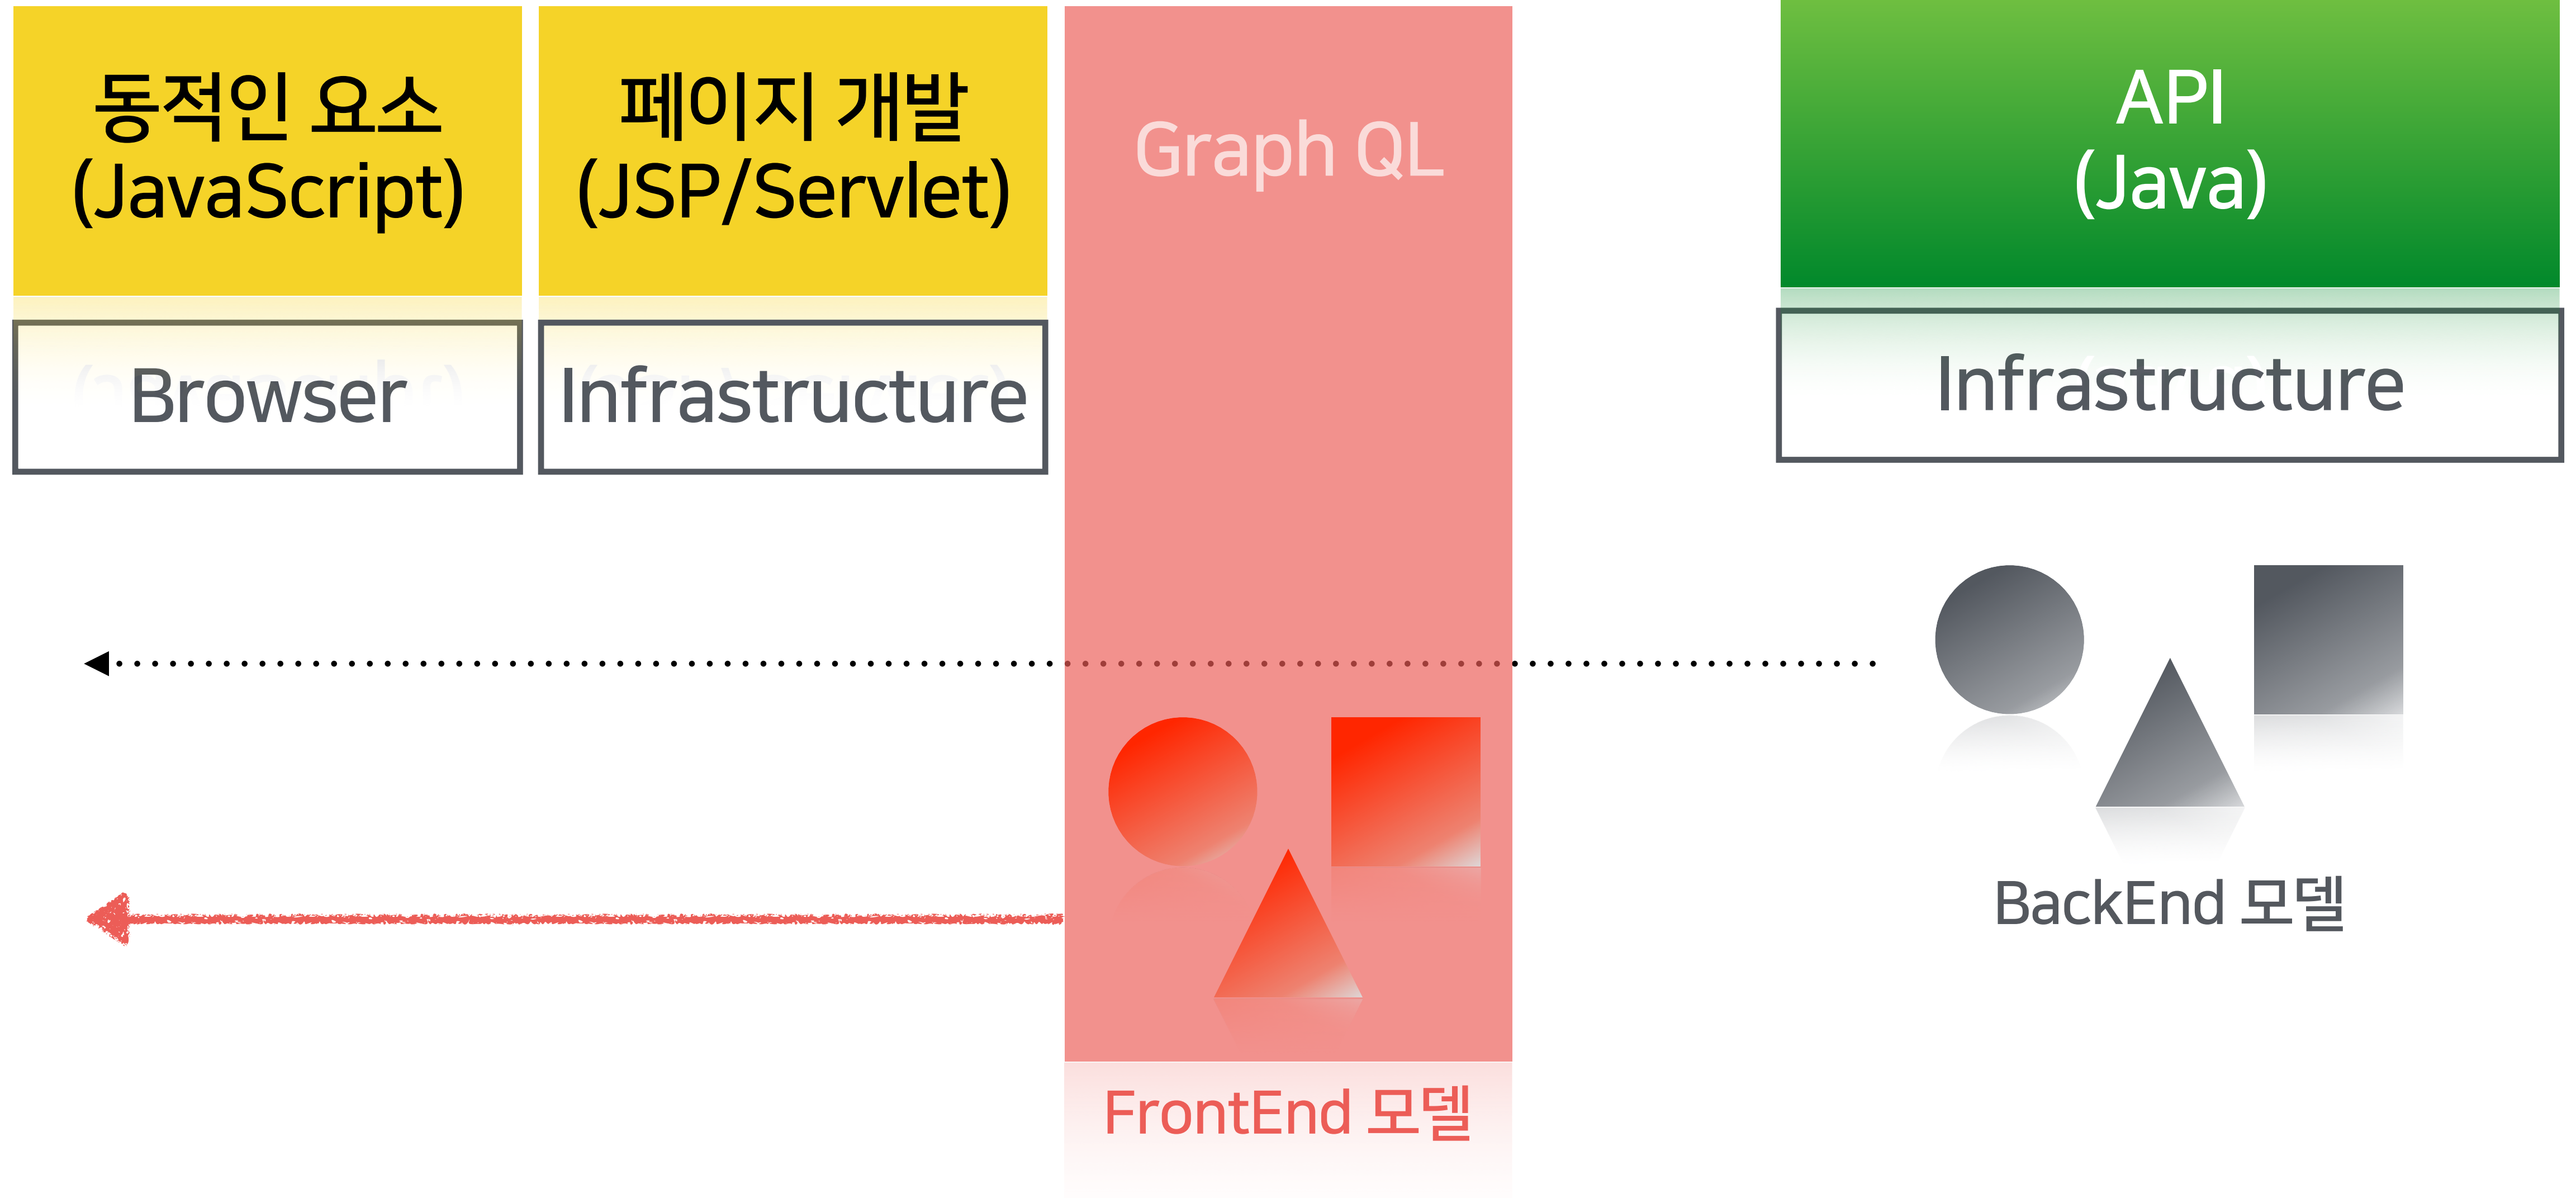 동적인 요소
(JavaScript)
페이지 개발
(JSP/Servlet)
Graph QL
API
(Java)
Browser
Infrastructure
Infrastructure
BackEnd 모델
FrontEnd 모델